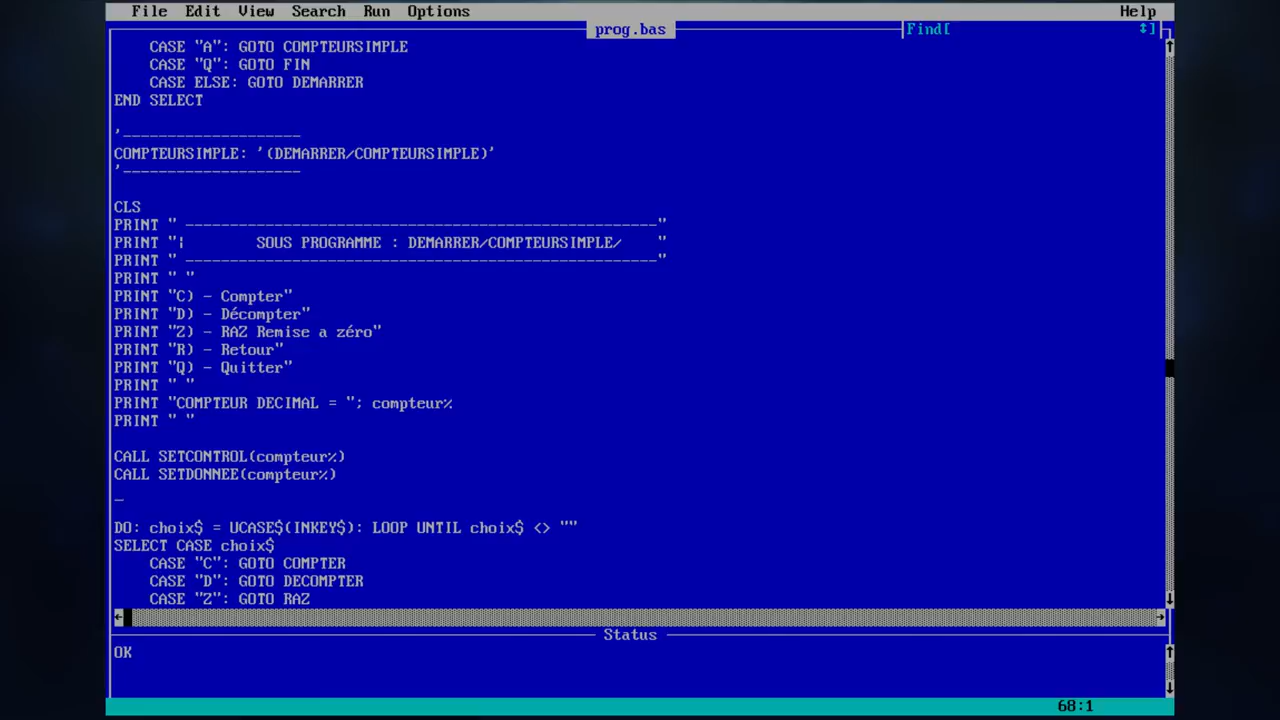 File Edit View Search Run Options Help
prog.bas
Find[ ↕]
CASE "A": GOTO COMPTEURSIMPLE
CASE "Q": GOTO FIN
CASE ELSE: GOTO DEMARRER
END SELECT
'____________________
COMPTEURSIMPLE: '(DEMARRER/COMPTEURSIMPLE)'
'--------------------
CLS
PRINT " _____________________________________________________"
PRINT "¦        SOUS PROGRAMME : DEMARRER/COMPTEURSIMPLE/    "
PRINT " -----------------------------------------------------"
PRINT " "
PRINT "C) - Compter"
PRINT "D) - Décompter"
PRINT "Z) - RAZ Remise a zéro"
PRINT "R) - Retour"
PRINT "Q) - Quitter"
PRINT " "
PRINT "COMPTEUR DECIMAL = "; compteur%
PRINT " "
CALL SETCONTROL(compteur%)
CALL SETDONNEE(compteur%)
_
DO: choix$ = UCASE$(INKEY$): LOOP UNTIL choix$ <> ""
SELECT CASE choix$
CASE "C": GOTO COMPTER
CASE "D": GOTO DECOMPTER
CASE "Z": GOTO RAZ
Status
OK
68:1